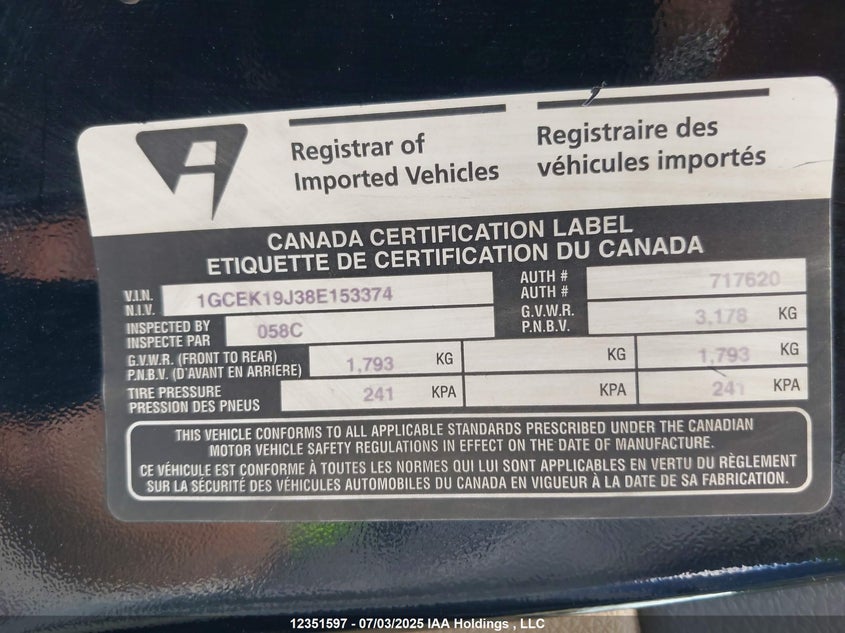 Registrar of
Imported Vehicles
Registraire des
véhicules importés
CANADA CERTIFICATION LABEL
ETIQUETTE DE CERTIFICATION DU CANADA
V.I.N.
N.I.V.
1GCEK19J38E153374
AUTH #
AUTH #
717620
INSPECTED BY
INSPECTE PAR
058C
G.V.W.R.
P.N.B.V.
3,178 KG
G.V.W.R. (FRONT TO REAR)
P.N.B.V. (D'AVANT EN ARRIERE)
1,793 KG KG 1,793 KG
TIRE PRESSURE
PRESSION DES PNEUS
241 KPA KPA 241 KPA
THIS VEHICLE CONFORMS TO ALL APPLICABLE STANDARDS PRESCRIBED UNDER THE CANADIAN
MOTOR VEHICLE SAFETY REGULATIONS IN EFFECT ON THE DATE OF MANUFACTURE.
CE VÉHICULE EST CONFORME À TOUTES LES NORMES QUI LUI SONT APPLICABLES EN VERTU DU RÈGLEMENT
SUR LA SÉCURITÉ DES VÉHICULES AUTOMOBILES DU CANADA EN VIGUEUR À LA DATE DE SA FABRICATION.
12351597 - 07/03/2025 IAA Holdings , LLC